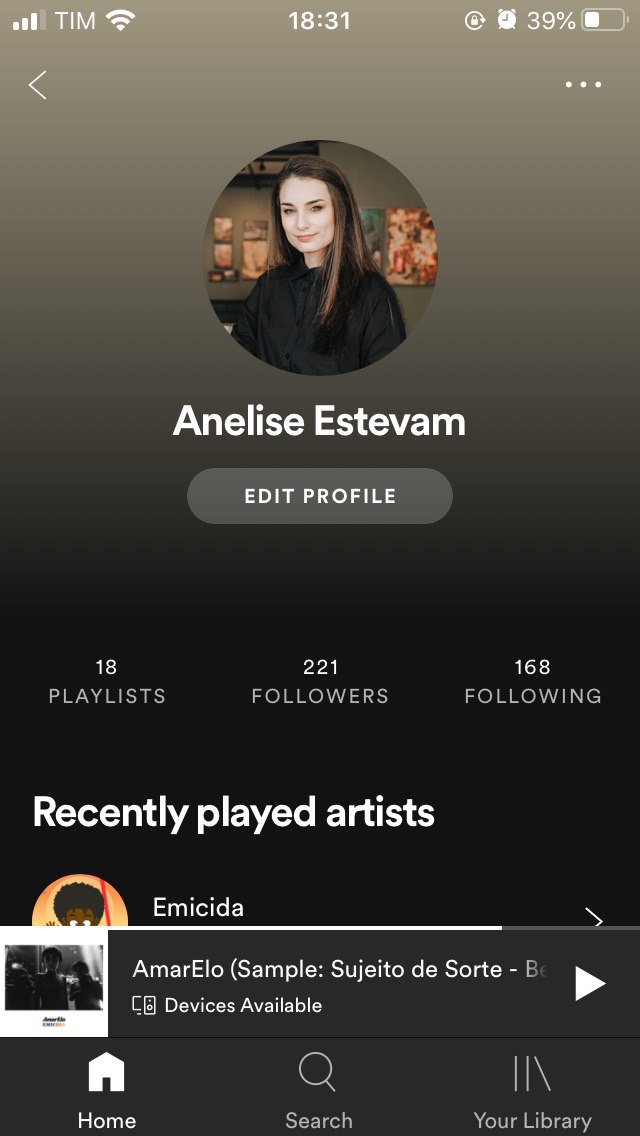 TIM 18:31 39%
Anelise Estevam
EDIT PROFILE
18 221 168
PLAYLISTS FOLLOWERS FOLLOWING
Recently played artists
Emicida
AmarElo (Sample: Sujeito de Sorte - Be
Devices Available
AmarElo
EMICIDA
Home Search Your Library